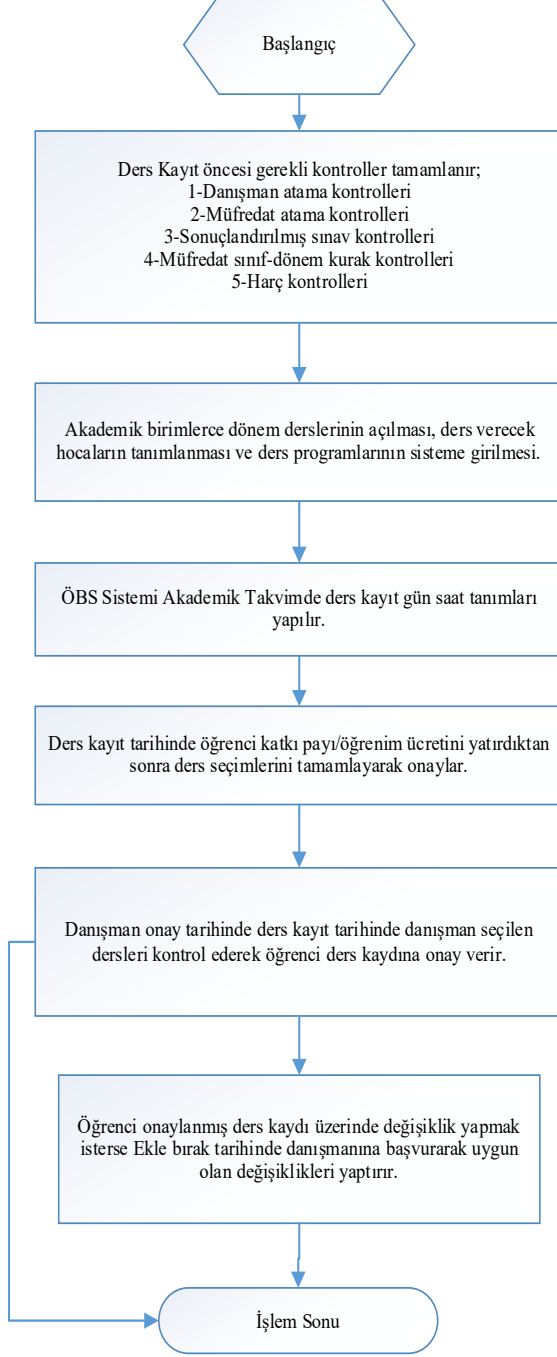 Başlangıç
Ders Kayıt öncesi gerekli kontroller tamamlanır;
1-Danışman atama kontrolleri
2-Müfredat atama kontrolleri
3-Sonuçlandırılmış sınav kontrolleri
4-Müfredat sınıf-dönem kurak kontrolleri
5-Harç kontrolleri
Akademik birimlerce dönem derslerinin açılması, ders verecek
hocaların tanımlanması ve ders programlarının sisteme girilmesi.
ÖBS Sistemi Akademik Takvimde ders kayıt gün saat tanımları
yapılır.
Ders kayıt tarihinde öğrenci katkı payı/öğrenim ücretini yatırdıktan
sonra ders seçimlerini tamamlayarak onaylar.
Danışman onay tarihinde ders kayıt tarihinde danışman seçilen
dersleri kontrol ederek öğrenci ders kaydına onay verir.
Öğrenci onaylanmış ders kaydı üzerinde değişiklik yapmak
isterse Ekle bırak tarihinde danışmanına başvurarak uygun
olan değişiklikleri yaptırır.
İşlem Sonu